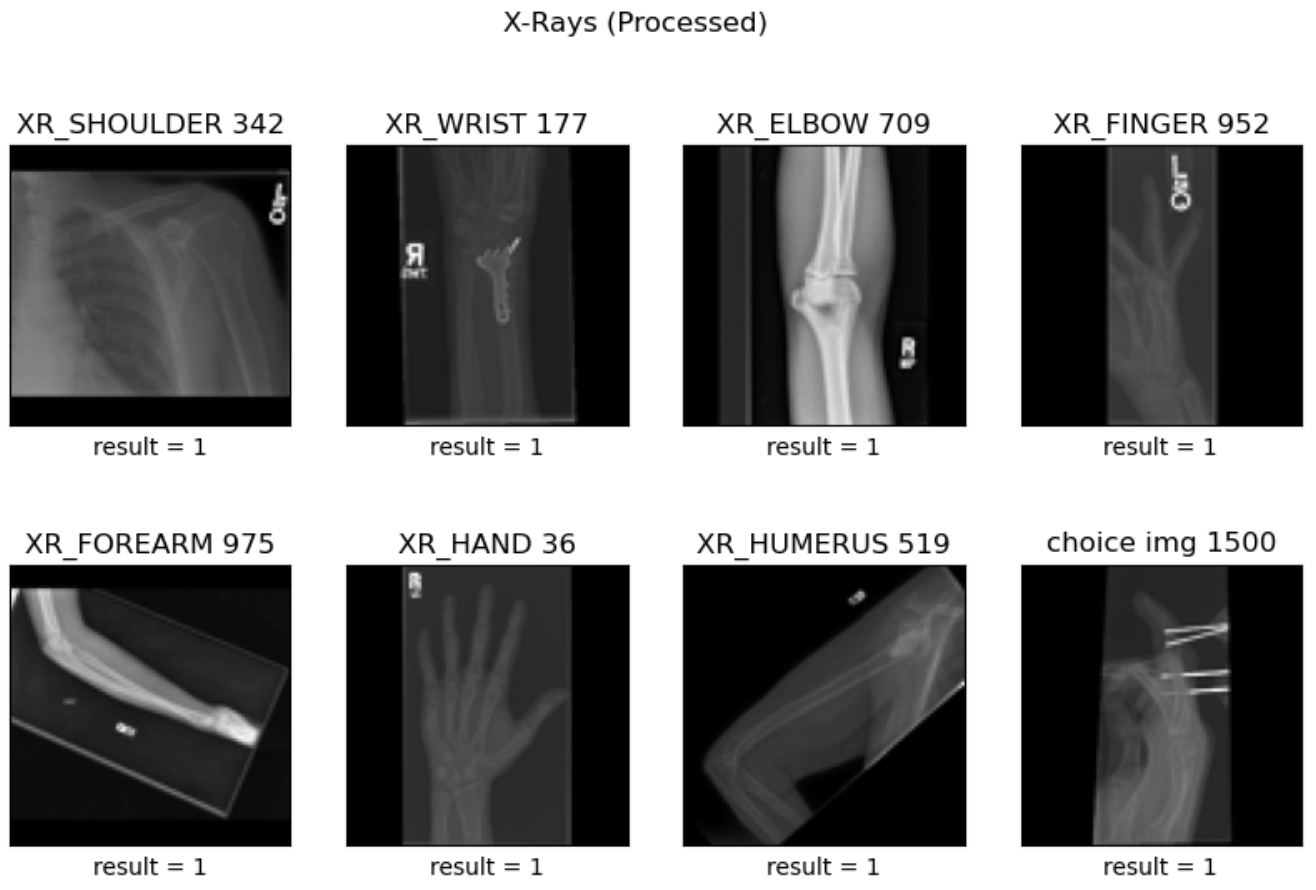 X-Rays (Processed)
XR_SHOULDER 342
XR_WRIST 177
XR_ELBOW 709
XR_FINGER 952
R
R
result = 1
result = 1
result = 1
result = 1
XR_FOREARM 975
XR_HAND 36
XR_HUMERUS 519
choice img 1500
result = 1
result = 1
result = 1
result = 1